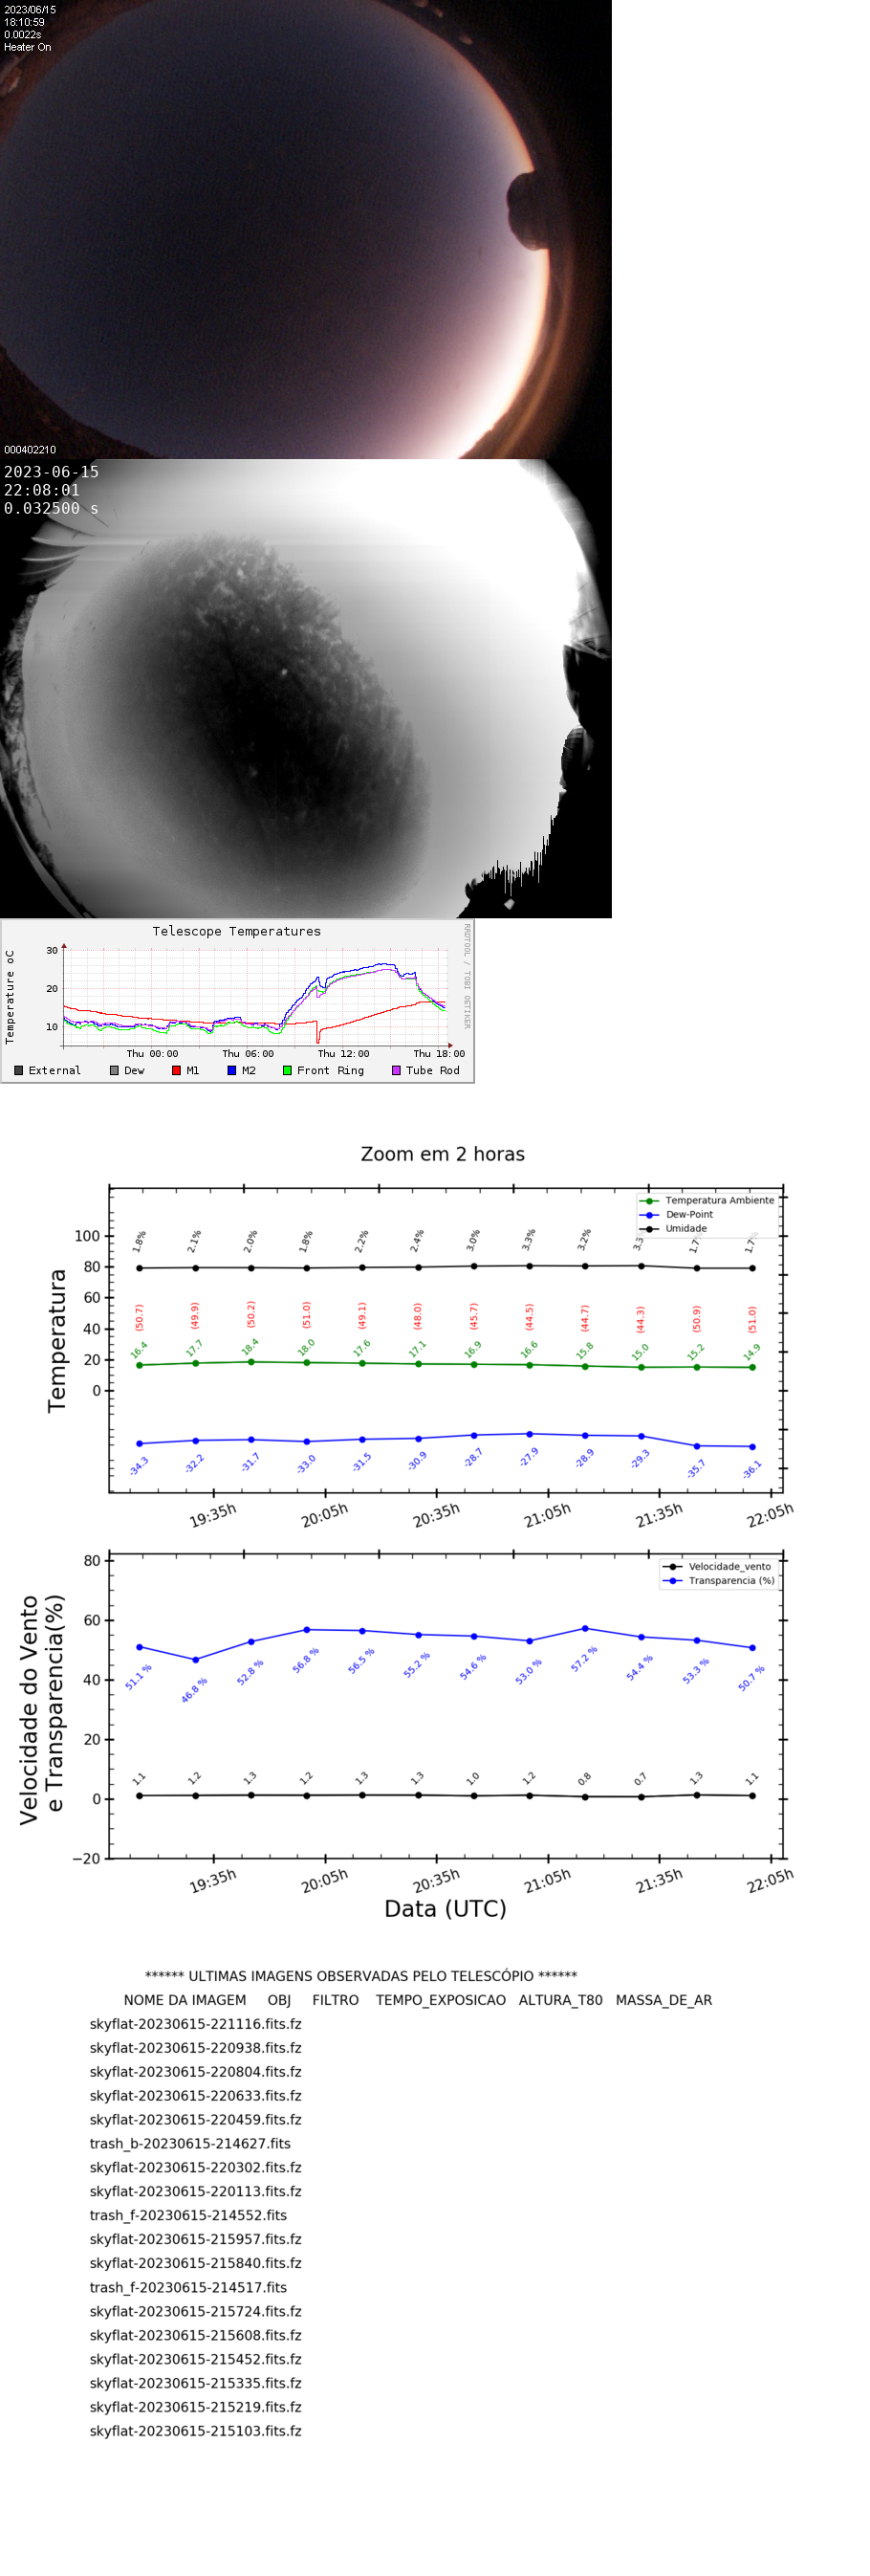 2023/06/15
18:10:59
0.0022s
Heater On
000402210
2023-06-15
22:08:01
0.032500 s
Telescope Temperatures
RRDTOOL / TOBI OETIKER
Temperature oC
30
20
10
Thu 00:00 Thu 06:00 Thu 12:00 Thu 18:00
External Dew M1 M2 Front Ring Tube Rod
Zoom em 2 horas
Temperatura
Temperatura Ambiente
Dew-Point
Umidade
100
80
60
40
20
0
1.8% 2.1% 2.0% 1.8% 2.2% 2.4% 3.0% 3.3% 3.2% 3.3 1.7% 1.7%
(50.7) (49.9) (50.2) (51.0) (49.1) (48.0) (45.7) (44.5) (44.7) (44.3) (50.9) (51.0)
16.4 17.7 18.4 18.0 17.6 17.1 16.9 16.6 15.8 15.0 15.2 14.9
-34.3 -32.2 -31.7 -33.0 -31.5 -30.9 -28.7 -27.9 -28.9 -29.3 -35.7 -36.1
19:35h 20:05h 20:35h 21:05h 21:35h 22:05h
Velocidade do Vento
e Transparencia(%)
Velocidade_vento
Transparencia (%)
80
60
40
20
0
−20
51.1 % 46.8 % 52.8 % 56.8 % 56.5 % 55.2 % 54.6 % 53.0 % 57.2 % 54.4 % 53.3 % 50.7 %
1.1 1.2 1.3 1.2 1.3 1.3 1.0 1.2 0.8 0.7 1.3 1.1
19:35h 20:05h 20:35h 21:05h 21:35h 22:05h
Data (UTC)
****** ULTIMAS IMAGENS OBSERVADAS PELO TELESCÓPIO ******
NOME DA IMAGEM OBJ FILTRO TEMPO_EXPOSICAO ALTURA_T80 MASSA_DE_AR
skyflat-20230615-221116.fits.fz
skyflat-20230615-220938.fits.fz
skyflat-20230615-220804.fits.fz
skyflat-20230615-220633.fits.fz
skyflat-20230615-220459.fits.fz
trash_b-20230615-214627.fits
skyflat-20230615-220302.fits.fz
skyflat-20230615-220113.fits.fz
trash_f-20230615-214552.fits
skyflat-20230615-215957.fits.fz
skyflat-20230615-215840.fits.fz
trash_f-20230615-214517.fits
skyflat-20230615-215724.fits.fz
skyflat-20230615-215608.fits.fz
skyflat-20230615-215452.fits.fz
skyflat-20230615-215335.fits.fz
skyflat-20230615-215219.fits.fz
skyflat-20230615-215103.fits.fz